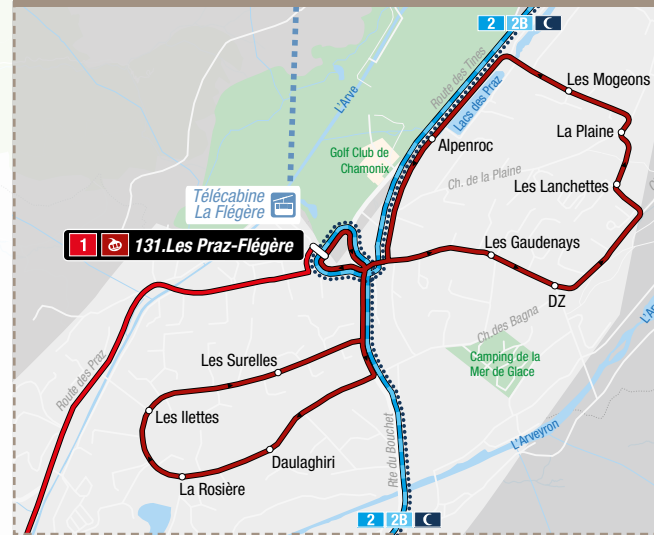 2 2B
Route des Tines
Lacs des Praz
L'Arve
Les Mogeons
La Plaine
Alpenroc
Golf Club de
Chamonix
Ch. de la Plaine
Les Lanchettes
Télécabine
La Flégère
1 131.Les Praz-Flégère
Les Gaudenays
DZ
Ch.des Bagna
L'Ar
Route des Praz
Les Surelles
Camping de la
Mer de Glace
Les Ilettes
L'Arveyron
Rte du Bouchet
Daulaghiri
La Rosière
2 2B